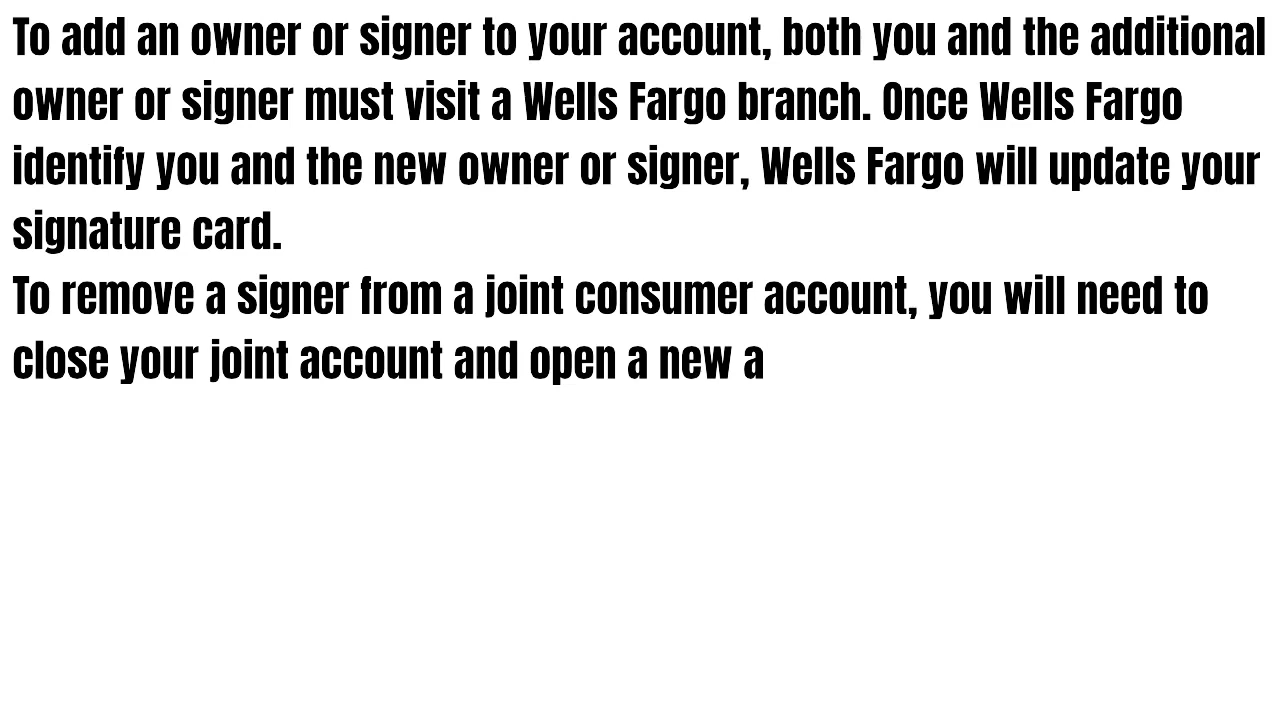 To add an owner or signer to your account, both you and the additional
owner or signer must visit a Wells Fargo branch. Once Wells Fargo
identify you and the new owner or signer, Wells Fargo will update your
signature card.
To remove a signer from a joint consumer account, you will need to
close your joint account and open a new a